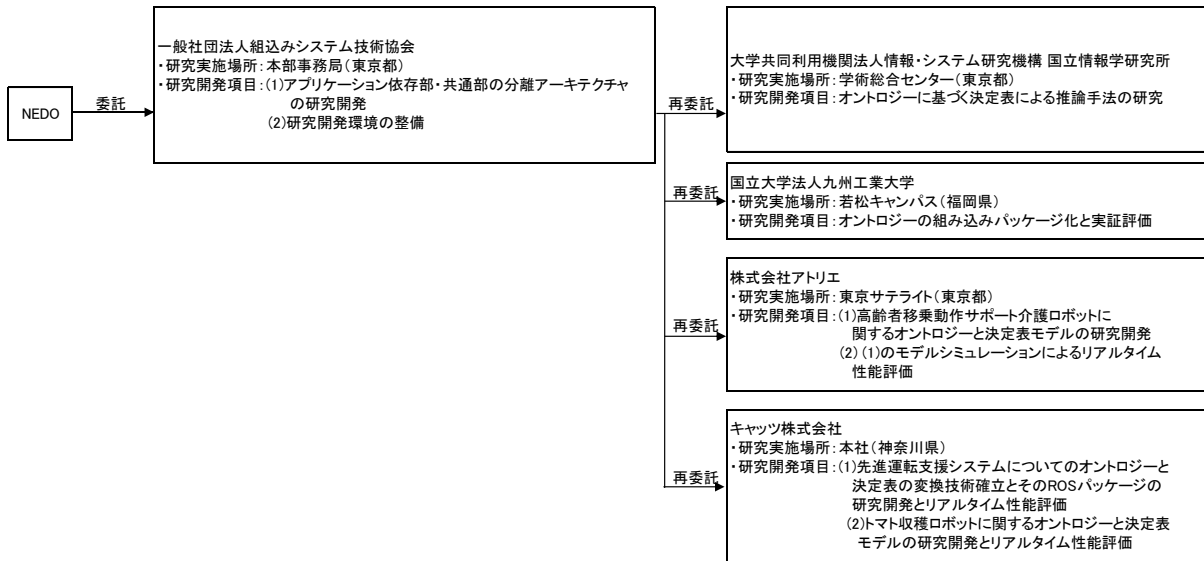 NEDO
委託
一般社団法人組込みシステム技術協会
・研究実施場所：本部事務局（東京都）
・研究開発項目：(1)アプリケーション依存部・共通部の分離アーキテクチャ
の研究開発
(2)研究開発環境の整備
再委託
大学共同利用機関法人情報・システム研究機構 国立情報学研究所
・研究実施場所：学術総合センター（東京都）
・研究開発項目：オントロジーに基づく決定表による推論手法の研究
再委託
国立大学法人九州工業大学
・研究実施場所：若松キャンパス（福岡県）
・研究開発項目：オントロジーの組み込みパッケージ化と実証評価
再委託
株式会社アトリエ
・研究実施場所：東京サテライト（東京都）
・研究開発項目：(1)高齢者移乗動作サポート介護ロボットに
関するオントロジーと決定表モデルの研究開発
(2) (1)のモデルシミュレーションによるリアルタイム
性能評価
再委託
キャッツ株式会社
・研究実施場所：本社（神奈川県）
・研究開発項目：(1)先進運転支援システムについてのオントロジーと
決定表の変換技術確立とそのROSパッケージの
研究開発とリアルタイム性能評価
(2)トマト収穫ロボットに関するオントロジーと決定表
モデルの研究開発とリアルタイム性能評価